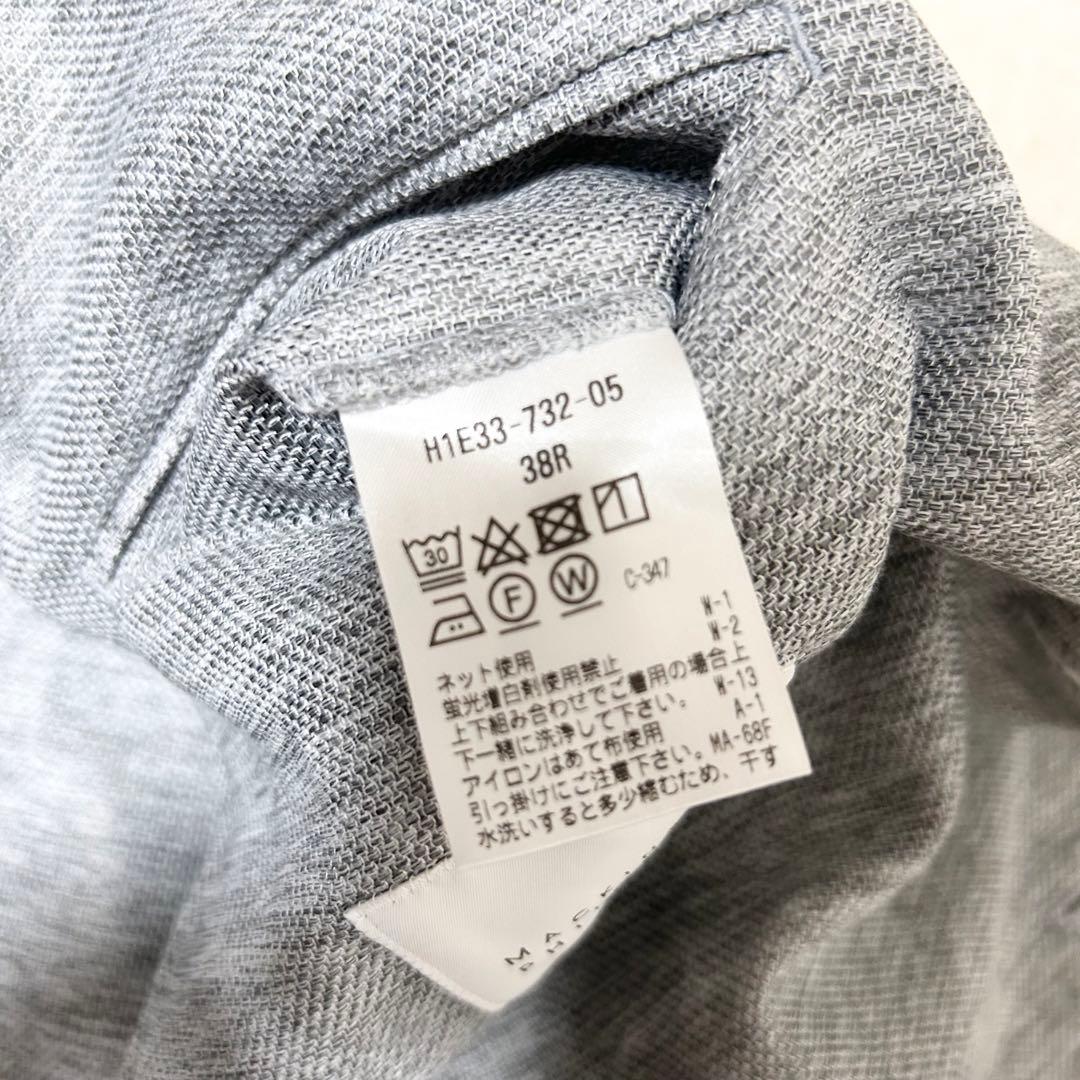 H1E33-732-05
38R
30
F W C-347
W-1
W-2
W-13
A-1
MA-68F
ネット使用
蛍光増白剤使用禁止
上下組み合わせでご着用の場合上
下一緒に洗浄して下さい。
アイロンはあて布使用
引っ掛けにご注意下さい。
水洗いすると多少縮むため、干す